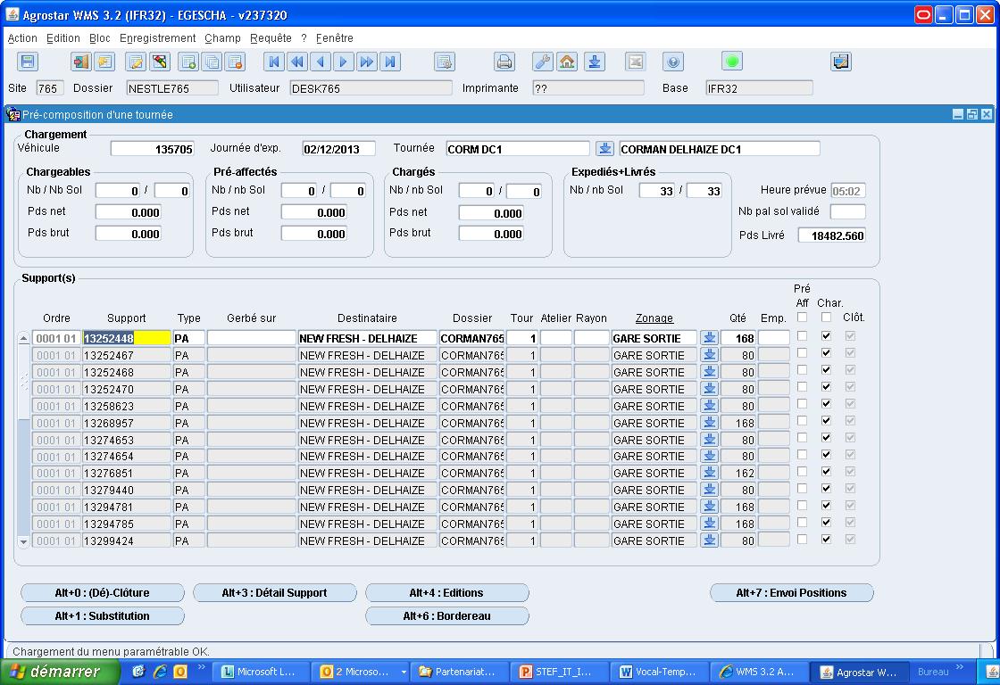 Agrostar WMS 3.2 (IFR32) - EGESCHA - v237320
Action Edition Bloc Enregistrement Champ Requête ? Fenêtre
Site 765 Dossier NESTLE765 Utilisateur DESK765 Imprimante ?? Base IFR32
Pré-composition d'une tournée
Chargement
Véhicule 135705 Journée d'exp. 02/12/2013 Tournée CORM DC1 CORMAN DELHAIZE DC1
Chargeables Pré-affectés Chargés Expediés+Livrés
Nb / Nb Sol 0 / 0 Nb / nb Sol 0 / 0 Nb / nb Sol 0 / 0 Nb / nb Sol 33 / 33 Heure prévue 05:02
Pds net 0.000 Pds net 0.000 Pds net 0.000 Nb pal sol validé
Pds brut 0.000 Pds brut 0.000 Pds brut 0.000 Pds Livré 18482.560
Support(s)
Pré
Aff Char.
Ordre Support Type Gerbé sur Destinataire Dossier Tour Atelier Rayon Zonage Qté Emp. Clôt.
0001 01 13252448 PA NEW FRESH - DELHAIZE CORMAN765 1 GARE SORTIE 168
0001 01 13252467 PA NEW FRESH - DELHAIZE CORMAN765 1 GARE SORTIE 80
0001 01 13252468 PA NEW FRESH - DELHAIZE CORMAN765 1 GARE SORTIE 80
0001 01 13252470 PA NEW FRESH - DELHAIZE CORMAN765 1 GARE SORTIE 80
0001 01 13258623 PA NEW FRESH - DELHAIZE CORMAN765 1 GARE SORTIE 80
0001 01 13268957 PA NEW FRESH - DELHAIZE CORMAN765 1 GARE SORTIE 168
0001 01 13274653 PA NEW FRESH - DELHAIZE CORMAN765 1 GARE SORTIE 80
0001 01 13274654 PA NEW FRESH - DELHAIZE CORMAN765 1 GARE SORTIE 80
0001 01 13276851 PA NEW FRESH - DELHAIZE CORMAN765 1 GARE SORTIE 162
0001 01 13279440 PA NEW FRESH - DELHAIZE CORMAN765 1 GARE SORTIE 80
0001 01 13294781 PA NEW FRESH - DELHAIZE CORMAN765 1 GARE SORTIE 168
0001 01 13294785 PA NEW FRESH - DELHAIZE CORMAN765 1 GARE SORTIE 168
0001 01 13299424 PA NEW FRESH - DELHAIZE CORMAN765 1 GARE SORTIE 80
Alt+0 : (Dé)-Clôture Alt+3 : Détail Support Alt+4 : Editions Alt+7 : Envoi Positions
Alt+1 : Substitution Alt+6 : Bordereau
Chargement du menu paramétrable OK.
démarrer Microsoft L... 2 Microso... Partenariat... STEF_IT_I... Vocal-Temp... WMS 3.2 A... Agrostar W... Bureau